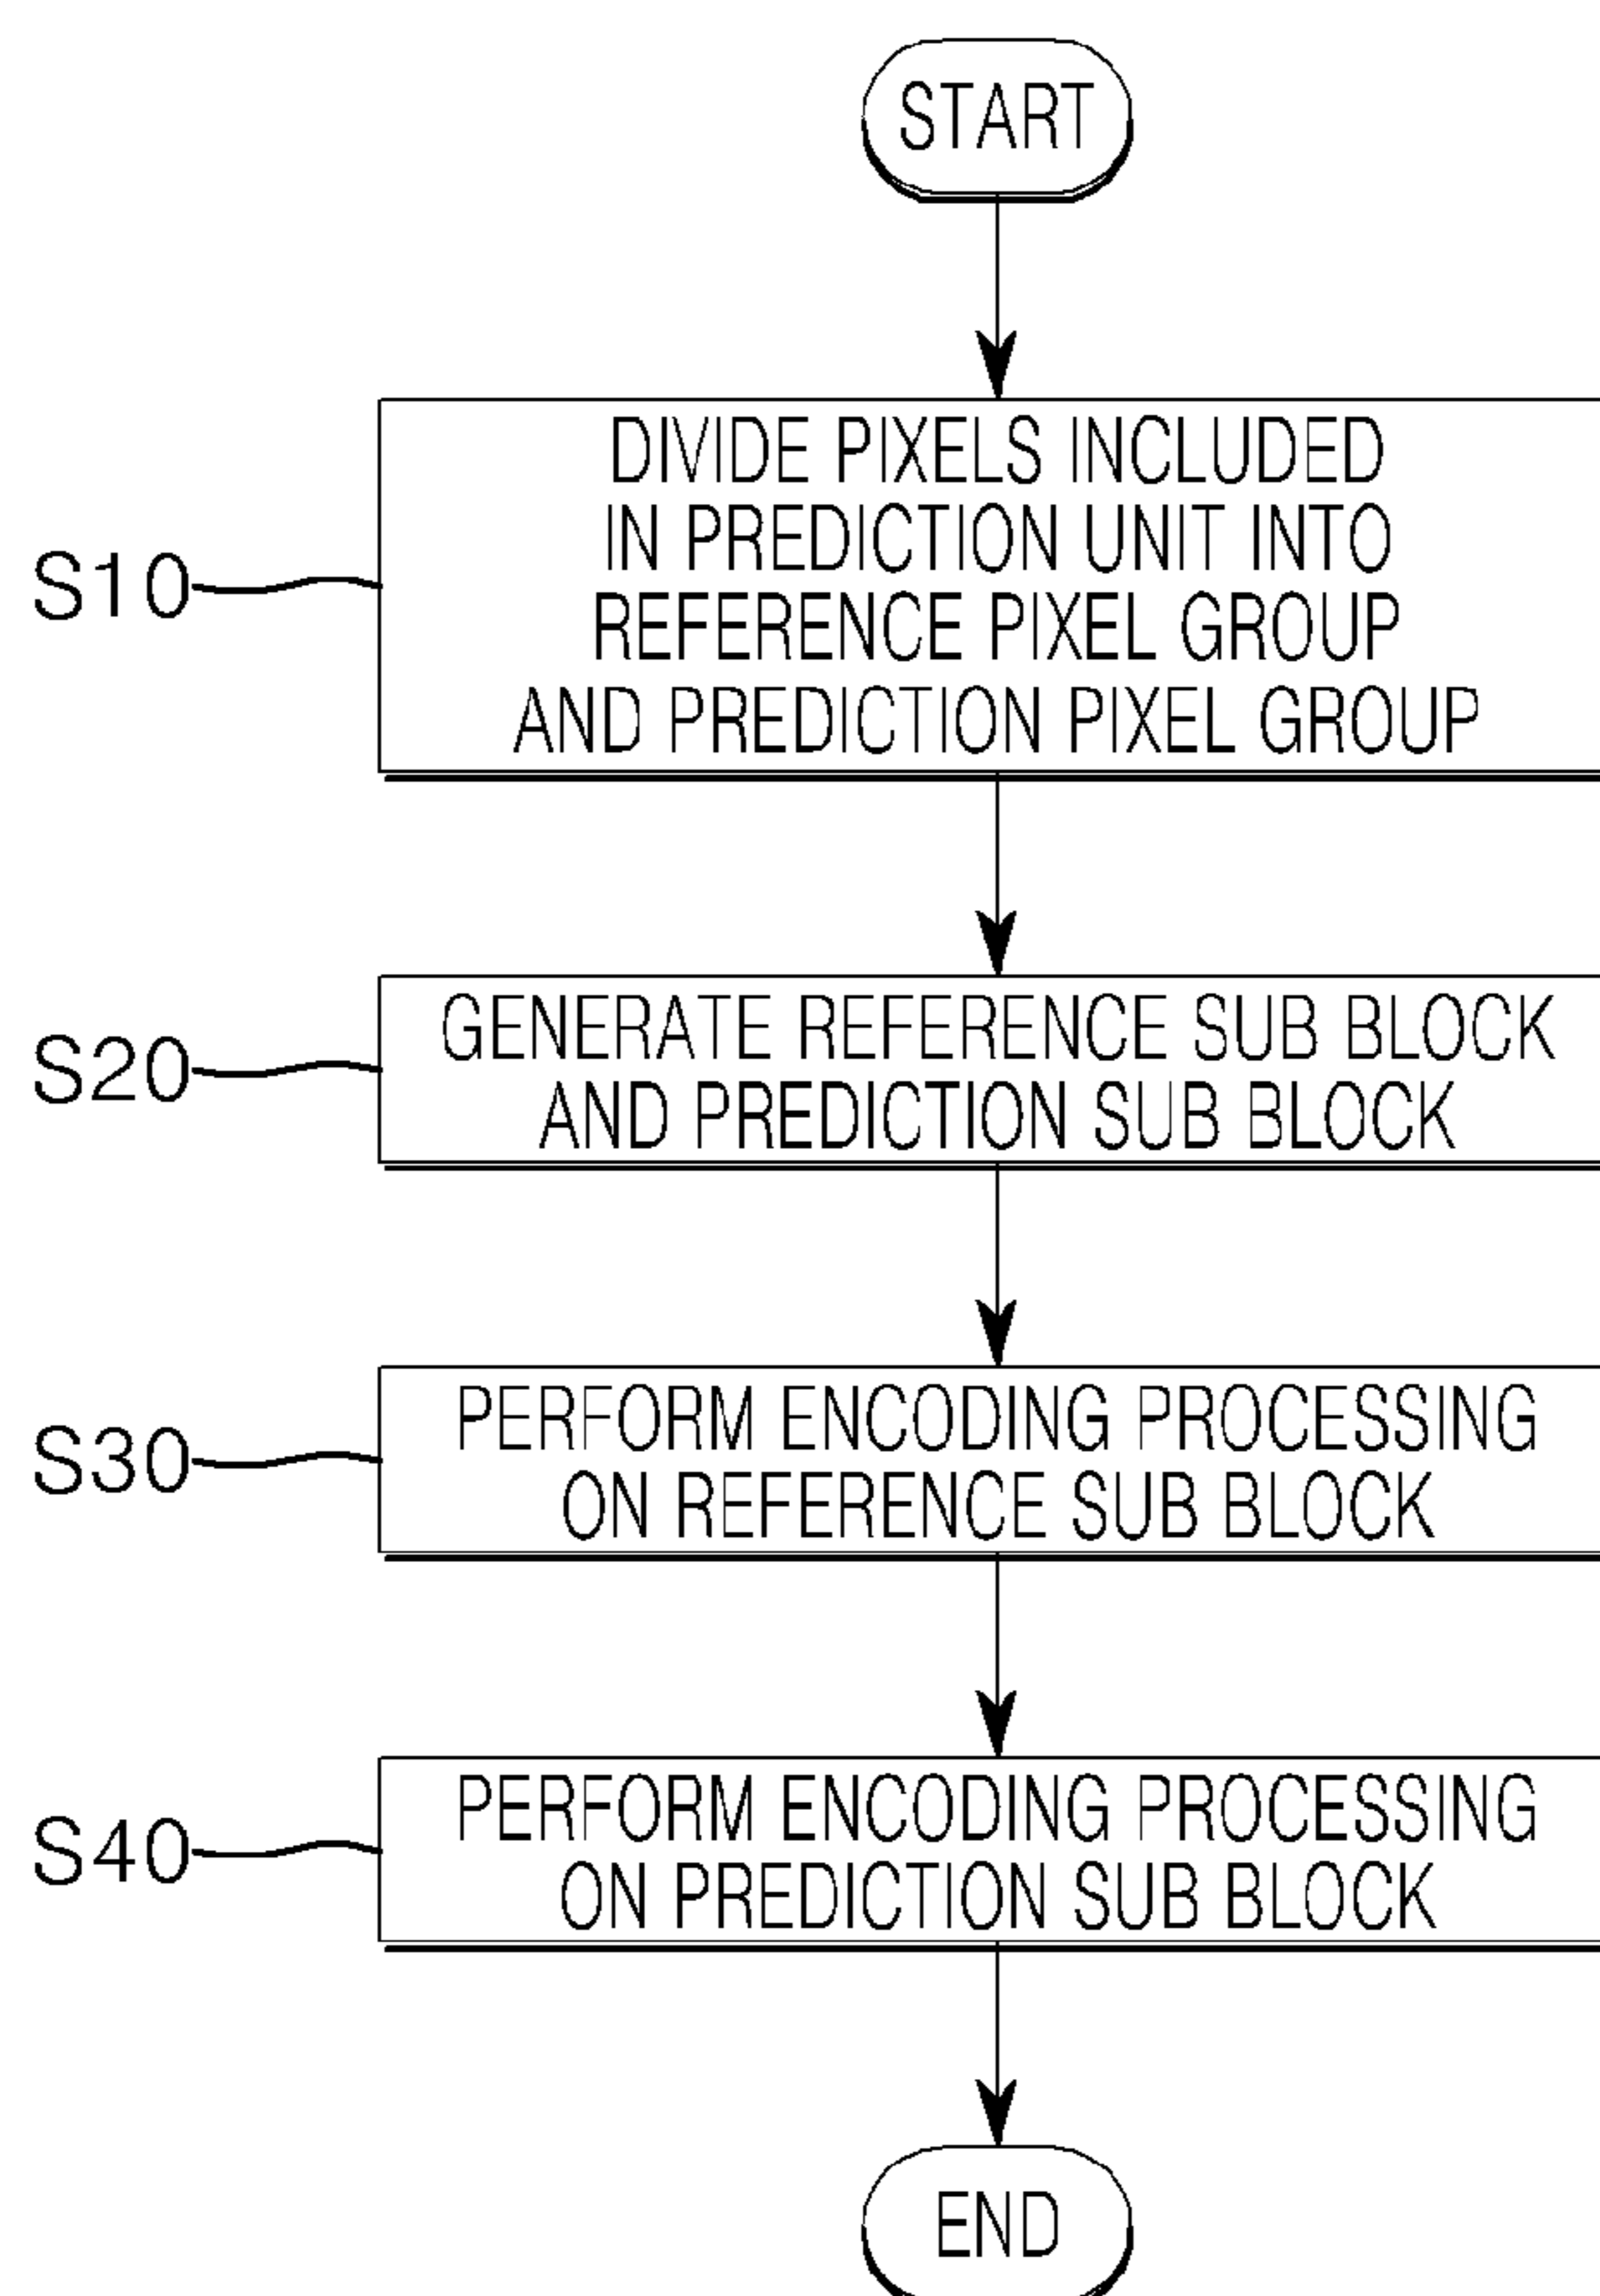 START
S10
DIVIDE PIXELS INCLUDED
IN PREDICTION UNIT INTO
REFERENCE PIXEL GROUP
AND PREDICTION PIXEL GROUP
S20
GENERATE REFERENCE SUB BLOCK
AND PREDICTION SUB BLOCK
S30
PERFORM ENCODING PROCESSING
ON REFERENCE SUB BLOCK
S40
PERFORM ENCODING PROCESSING
ON PREDICTION SUB BLOCK
END